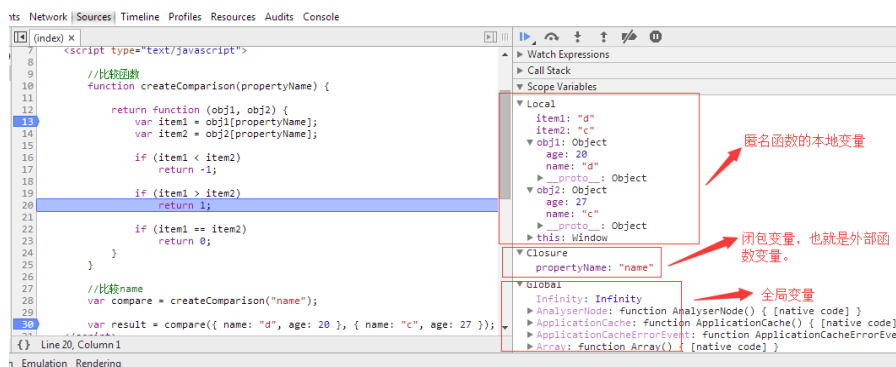 nts Network Sources Timeline Profiles Resources Audits Console
(index) ×
7 <script type="text/javascript">
8
9 //比较函数
10 function createComparison(propertyName) {
11
12 return function (obj1, obj2) {
13 var item1 = obj1[propertyName];
14 var item2 = obj2[propertyName];
15
16 if (item1 < item2)
17 return -1;
18
19 if (item1 > item2)
20 return 1;
21
22 if (item1 == item2)
23 return 0;
24 }
25 }
26
27 //比较name
28 var compare = createComparison("name");
29
30 var result = compare({ name: "d", age: 20 }, { name: "c", age: 27 });
{} Line 20, Column 1
Emulation Rendering
Watch Expressions
Call Stack
Scope Variables
Local
item1: "d"
item2: "c"
obj1: Object
age: 20
name: "d"
__proto__: Object
obj2: Object
age: 27
name: "c"
__proto__: Object
this: Window
Closure
propertyName: "name"
Global
Infinity: Infinity
AnalyserNode: function AnalyserNode() { [native code] }
ApplicationCache: function ApplicationCache() { [native code]
ApplicationCacheErrorEvent: function ApplicationCacheErrorEve
Array: function Array() { [native code] }
匿名函数的本地变量
闭包变量，也就是外部函
数变量。
全局变量